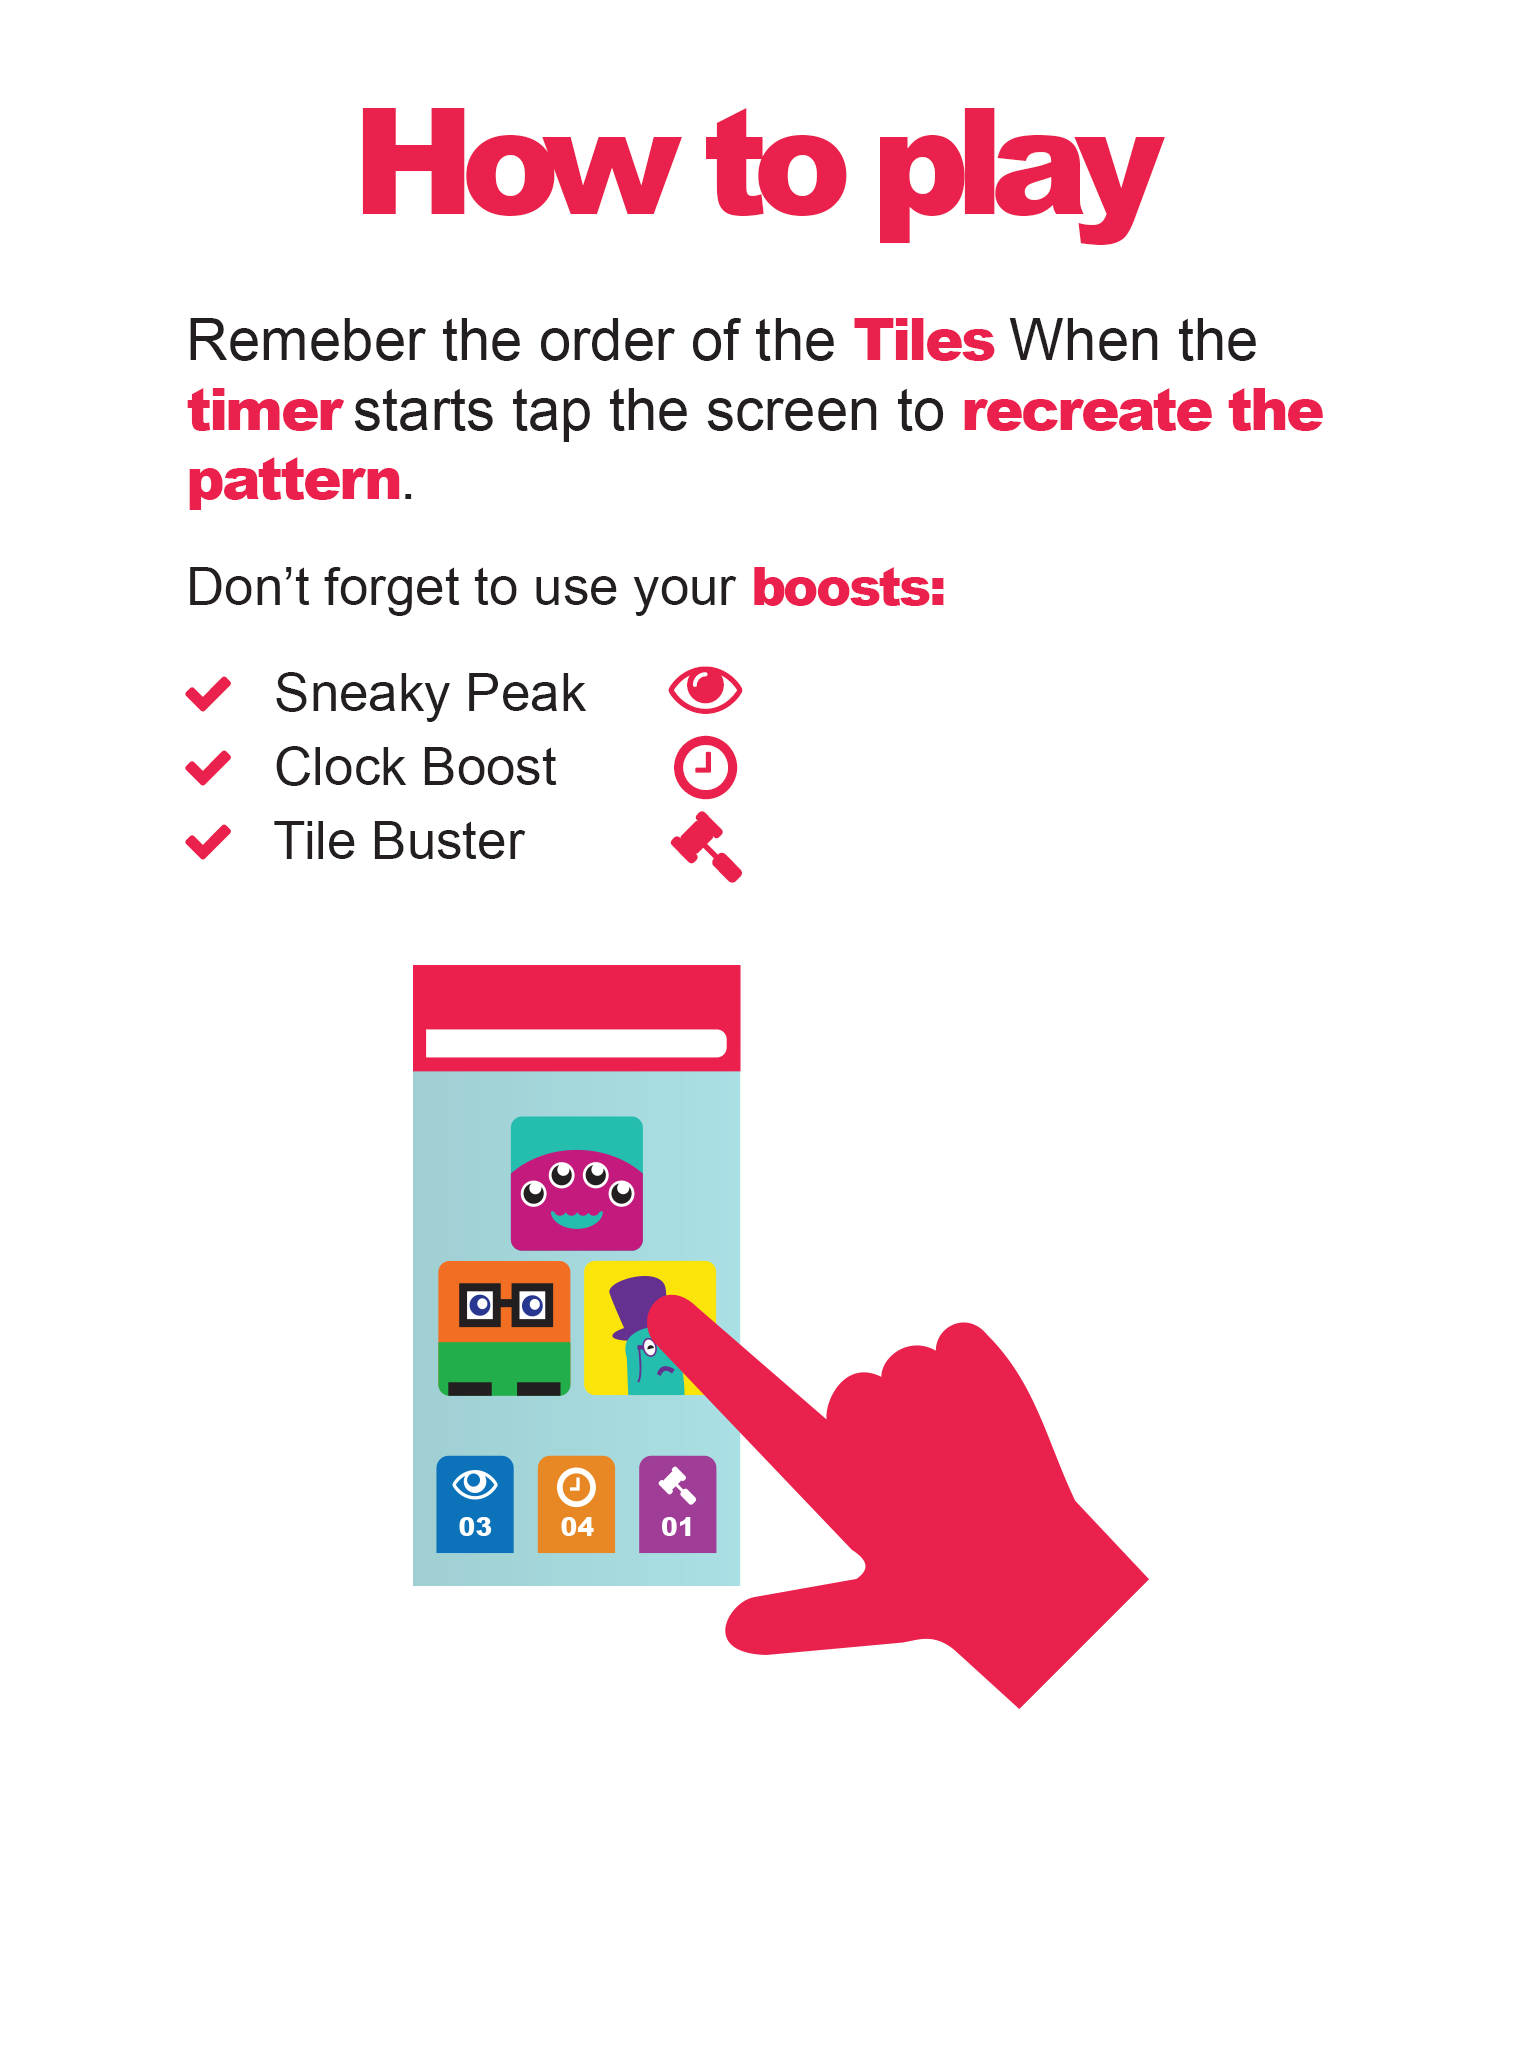 How to play
Remeber the order of the Tiles When the
timer starts tap the screen to recreate the
pattern.
Don’t forget to use your boosts:
Sneaky Peak
Clock Boost
Tile Buster
03 04 01